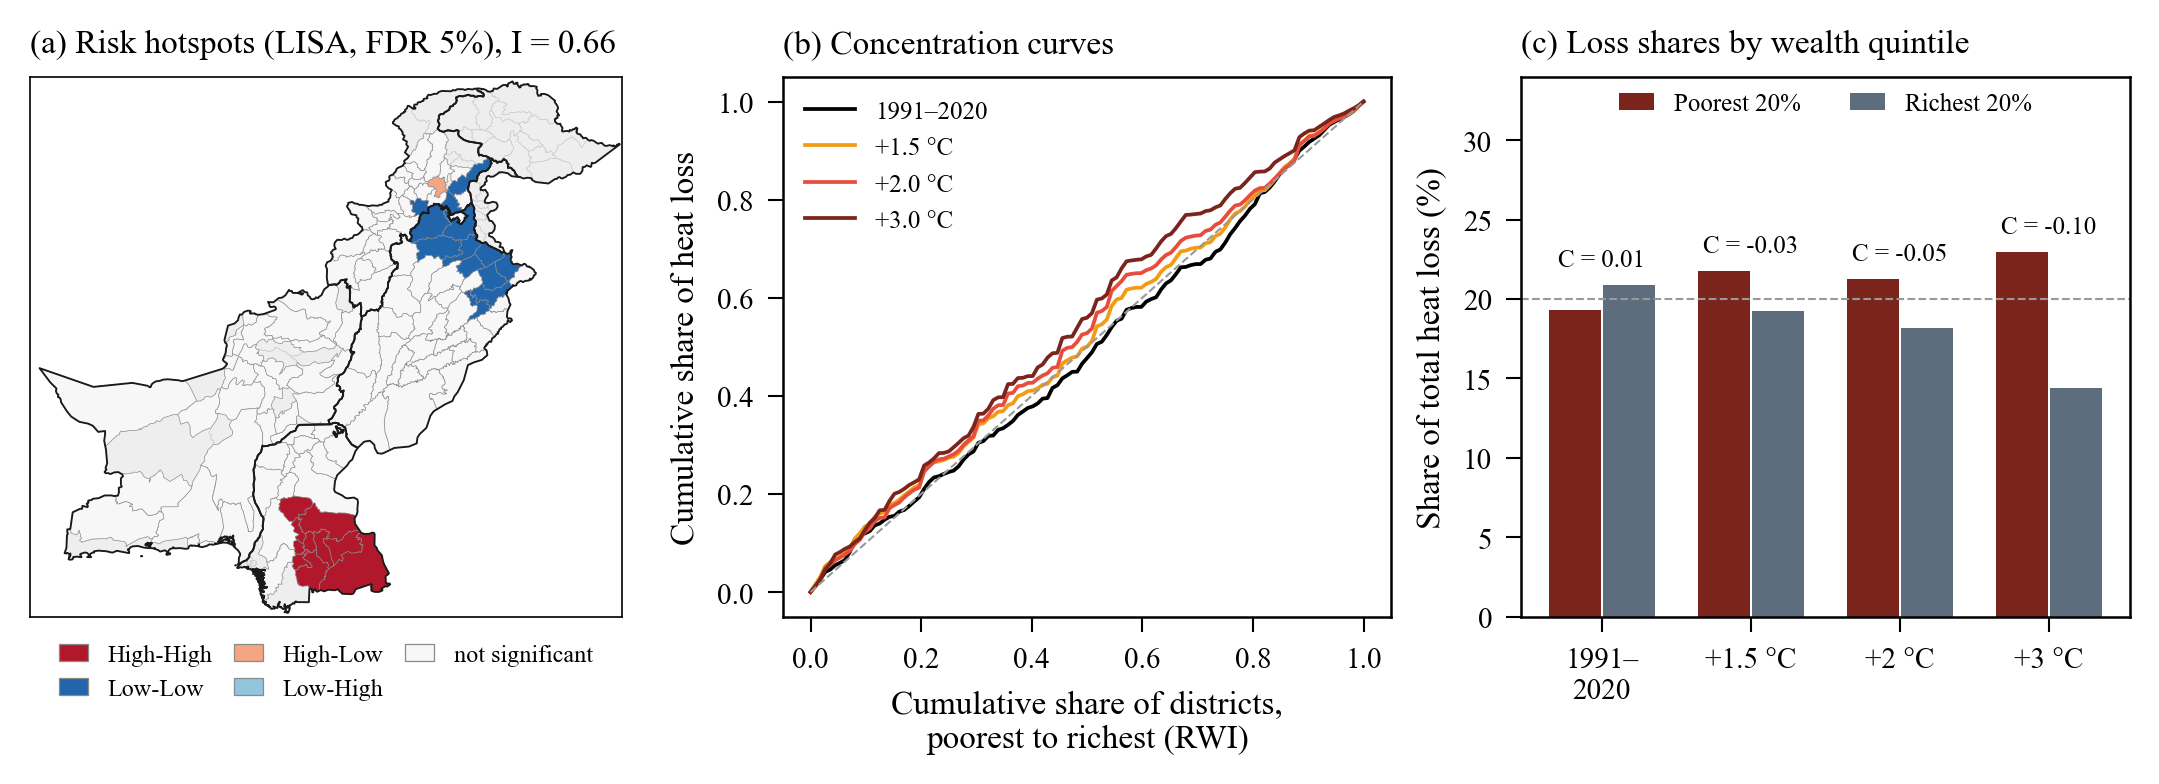 (a) Risk hotspots (LISA, FDR 5%), I = 0.66
High-High
High-Low
not significant
Low-Low
Low-High
(b) Concentration curves
1991–2020
+1.5 °C
+2.0 °C
+3.0 °C
Cumulative share of heat loss
1.0
0.8
0.6
0.4
0.2
0.0
0.0 0.2 0.4 0.6 0.8 1.0
Cumulative share of districts,
poorest to richest (RWI)
(c) Loss shares by wealth quintile
Poorest 20% Richest 20%
Share of total heat loss (%)
30
25
20
15
10
5
0
C = 0.01
C = -0.03
C = -0.05
C = -0.10
1991–
2020
+1.5 °C
+2 °C
+3 °C